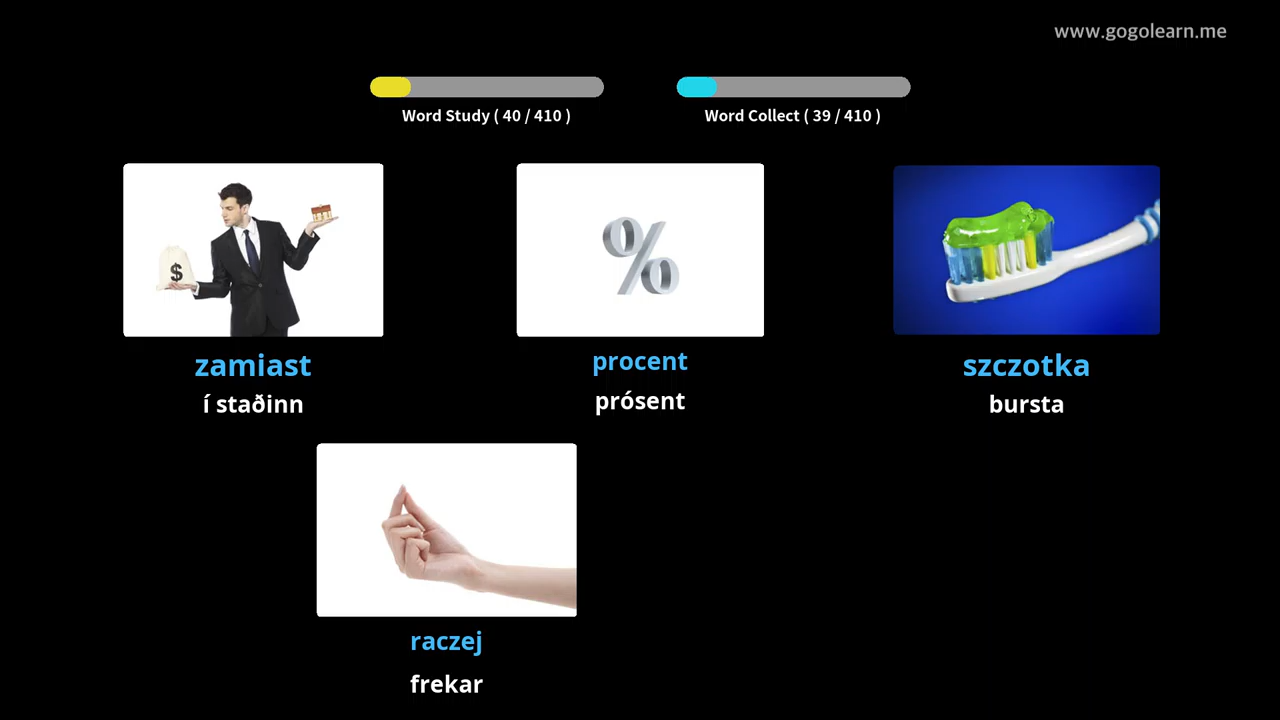 www.gogolearn.me
Word Study ( 40 / 410 )
Word Collect ( 39 / 410 )
$
%
zamiast
í staðinn
procent
prósent
szczotka
bursta
raczej
frekar